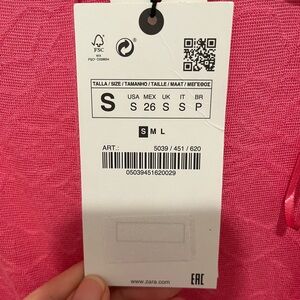 FSC
TALLA / SIZE / TAMANHO / TAILLE / MAAT / ΜΕΓΕΘΟΣ
S
USA MEX UK IT BR
S 26 S S P
S M L
ART.: 5039 / 451 / 620
05039451620029
www.zara.com
EAC